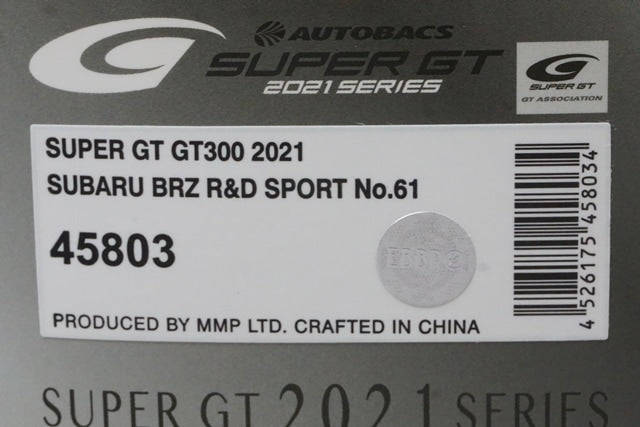 AUTOBACS
SUPER GT
2021 SERIES
SUPER GT
GT ASSOCIATION
SUPER GT GT300 2021
SUBARU BRZ R&D SPORT No.61
45803
EBBRO
PRODUCED BY MMP LTD. CRAFTED IN CHINA
4 526175 458034
SUPER GT 2021 SERIES